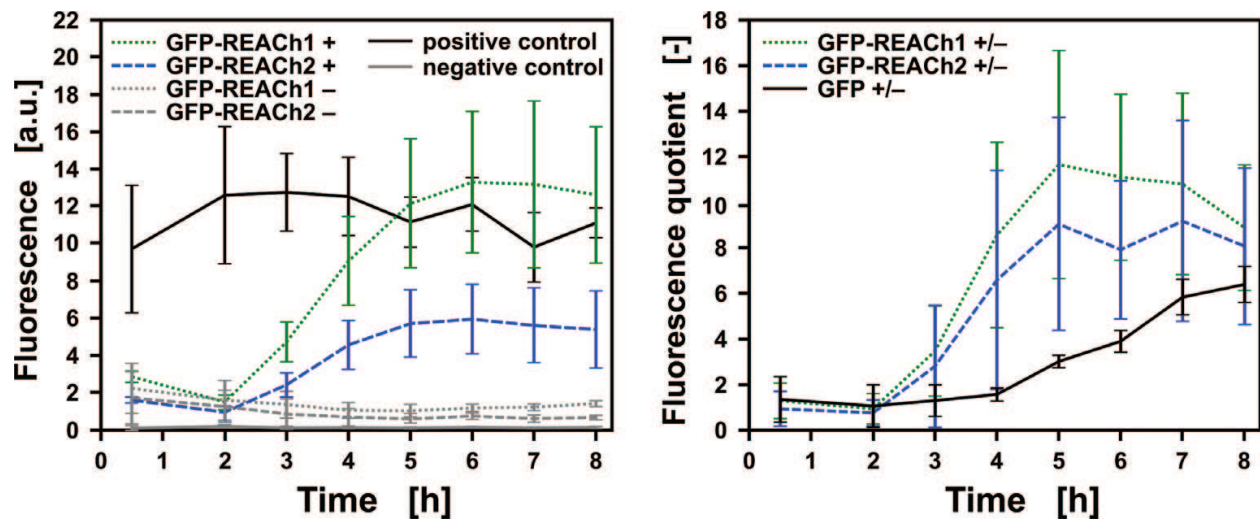 22
20
18
16
14
12
10
8
6
4
2
0
Fluorescence [a.u.]
GFP-REACh1 +
GFP-REACh2 +
GFP-REACh1 –
GFP-REACh2 –
positive control
negative control
0 1 2 3 4 5 6 7 8
Time [h]
18
16
14
12
10
8
6
4
2
0
Fluorescence quotient [-]
GFP-REACh1 +/–
GFP-REACh2 +/–
GFP +/–
0 1 2 3 4 5 6 7 8
Time [h]